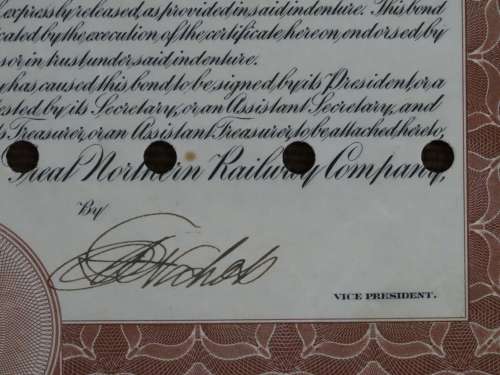 expressly released, as provided in said indenture. This bond
cated by the execution of the certificate hereon, endorsed by
sor in trust under said indenture.
y has caused this bond to be signed by its President, or a
ested by its Secretary, or an Assistant Secretary, and
ts Treasurer, or an Assistant Treasurer, to be attached hereto,
Great Northern Railway Company,
By
Nichols
VICE PRESIDENT.